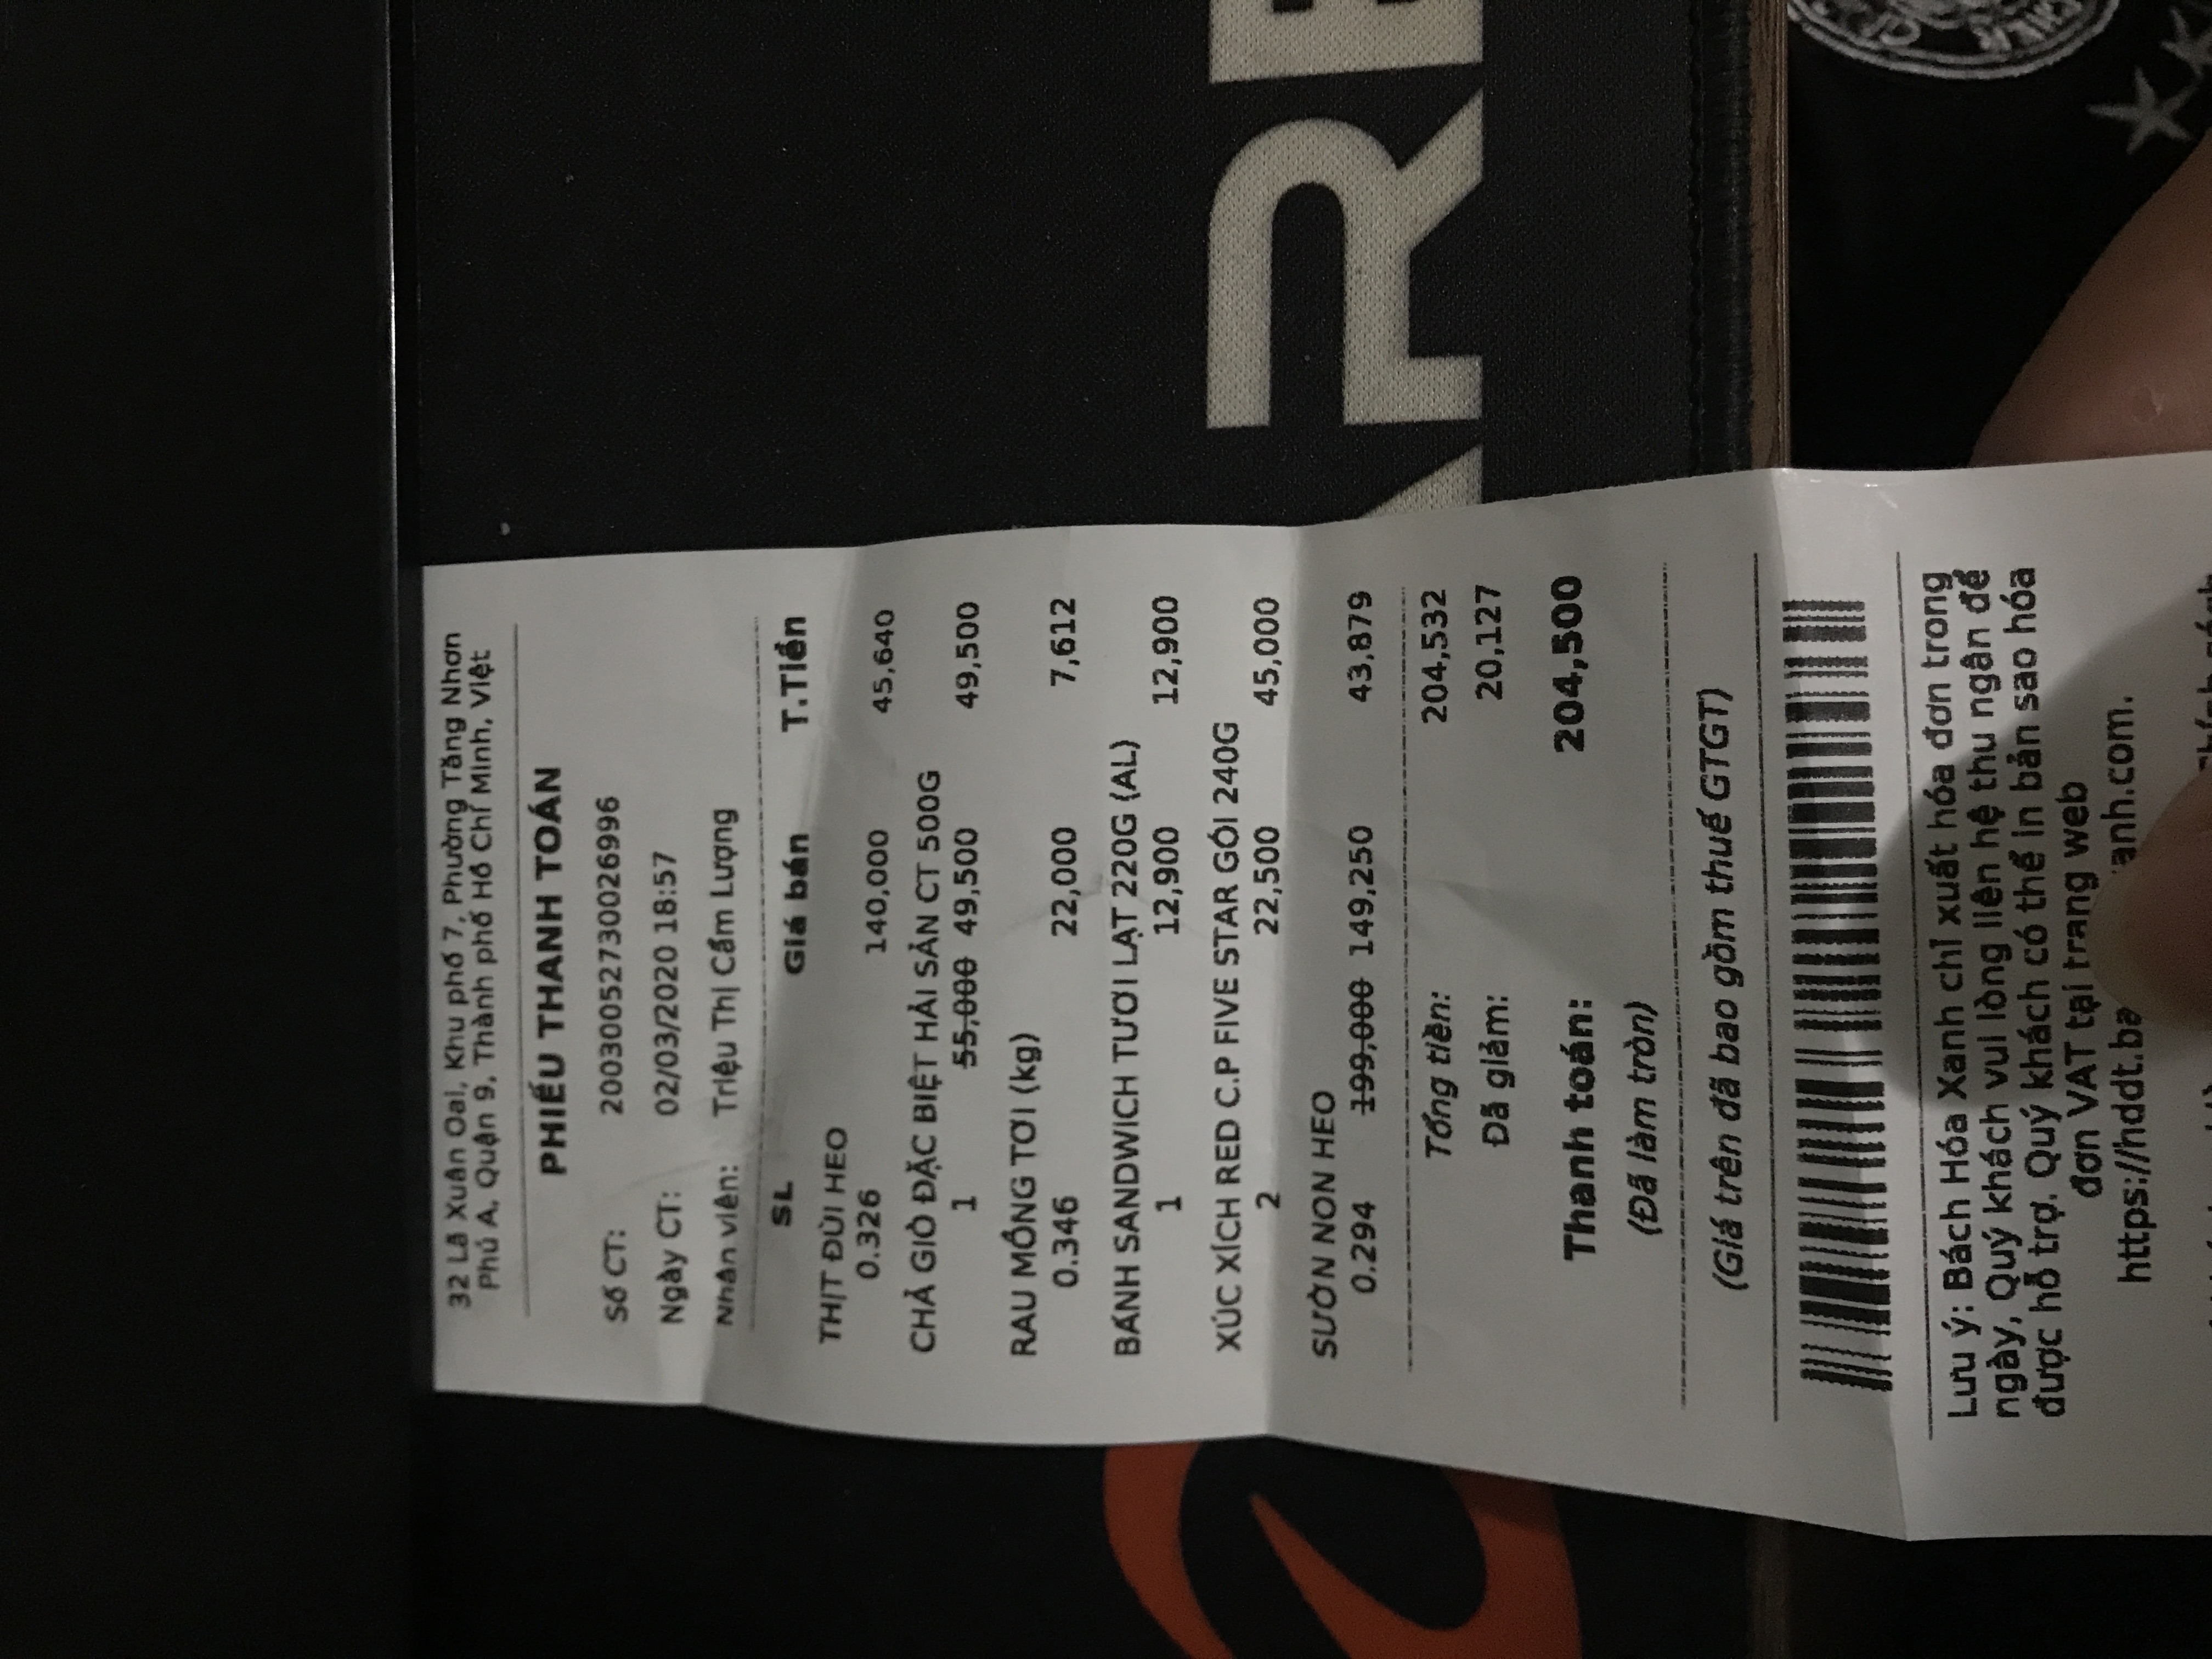 32 Lã Xuân Oai, Khu phố 7, Phường Tăng Nhơn
Phú A, Quận 9, Thành phố Hồ Chí Minh, Việt
PHIẾU THANH TOÁN
Số CT: 20030052730026996
Ngày CT: 02/03/2020 18:57
Nhân viên: Triệu Thị Cẩm Lượng
SL Giá bán T.Tiền
THỊT ĐÙI HEO
0.326 140,000 45,640
CHẢ GIÒ ĐẶC BIỆT HẢI SẢN CT 500G
1 55,000 49,500 49,500
RAU MỒNG TƠI (kg)
0.346 22,000 7,612
BÁNH SANDWICH TƯƠI LẠT 220G (AL)
1 12,900 12,900
XÚC XÍCH RED C.P FIVE STAR GÓI 240G
2 22,500 45,000
SƯỜN NON HEO
0.294 199,000 149,250 43,879
Tổng tiền: 204,532
Đã giảm: 20,127
Thanh toán: 204,500
(Đã làm tròn)
(Giá trên đã bao gồm thuế GTGT)
Lưu ý: Bách Hóa Xanh chỉ xuất hóa đơn trong
ngày, Quý khách vui lòng liên hệ thu ngân để
được hỗ trợ. Quý khách có thể in bản sao hóa
đơn VAT tại trang web
https://hddt.ba anh.com.